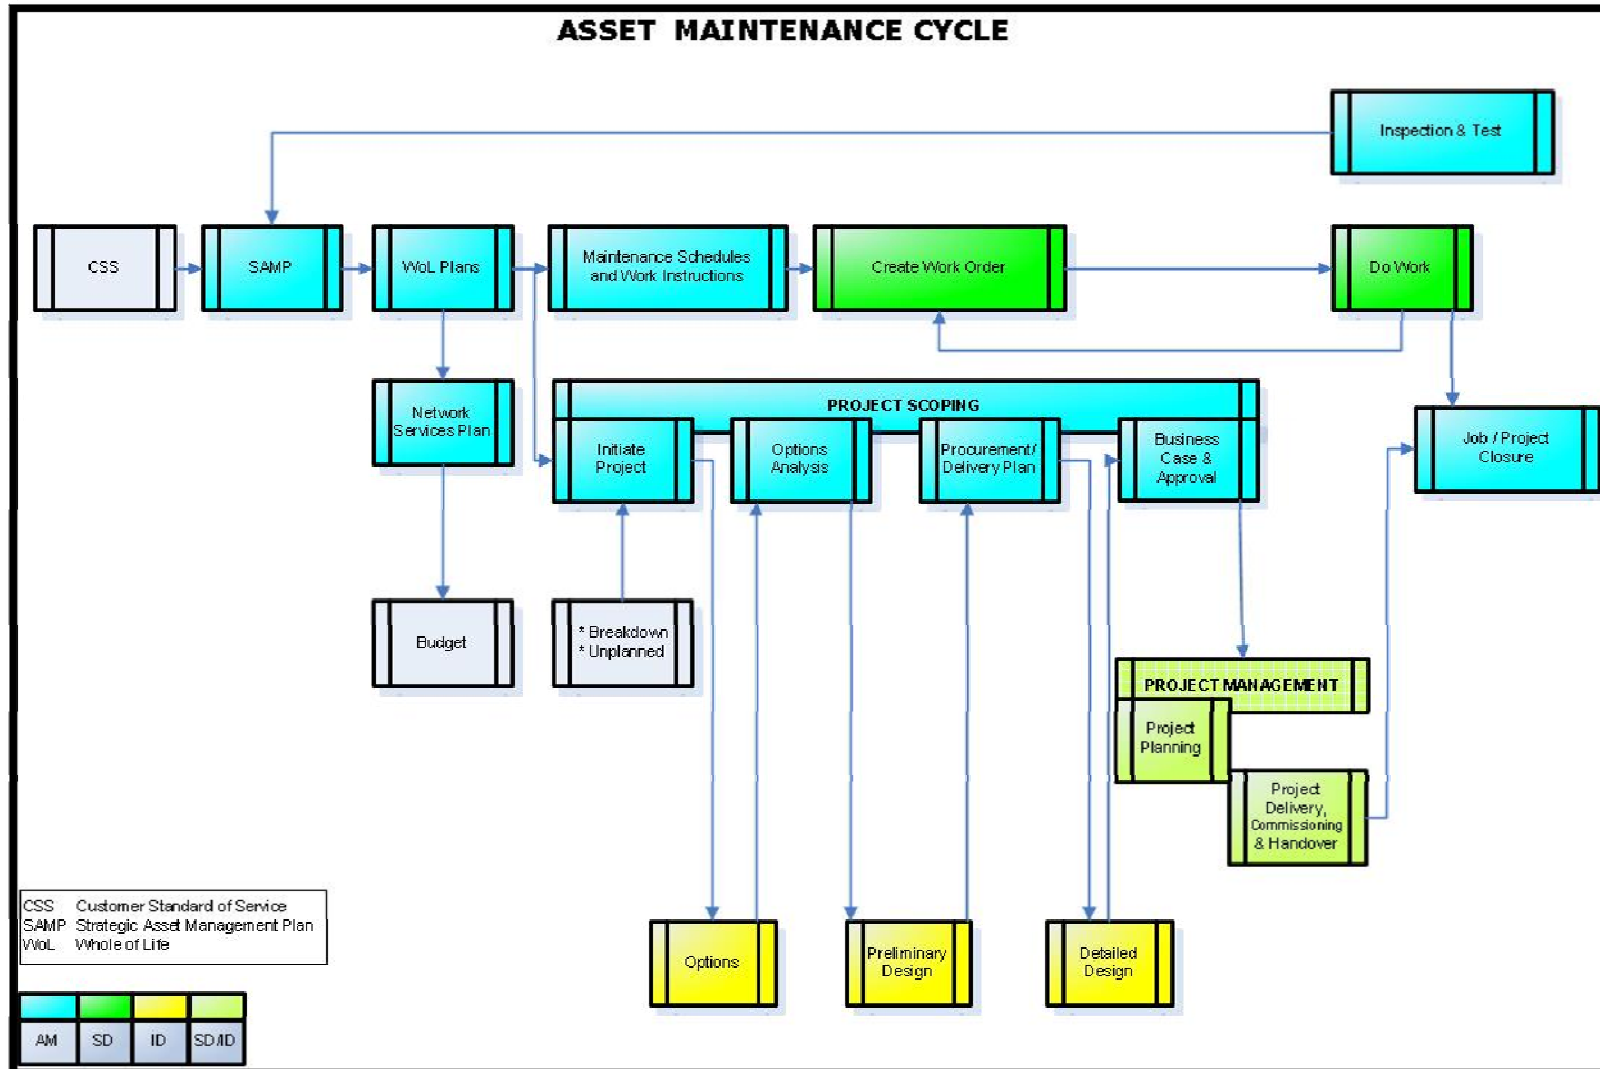 ASSET MAINTENANCE CYCLE
Inspection & Test
CSS
SAMP
WoL Plans
Maintenance Schedules
and Work Instructions
Create Work Order
Do Work
Network
Services Plan
PROJECT SCOPING
Initiate
Project
Options
Analysis
Procurement/
Delivery Plan
Business
Case &
Approval
Job / Project
Closure
Budget
* Breakdown
* Unplanned
PROJECT MANAGEMENT
Project
Planning
Project
Delivery,
Commissioning
& Handover
Options
Preliminary
Design
Detailed
Design
CSS Customer Standard of Service
SAMP Strategic Asset Management Plan
WoL Whole of Life
AM SD ID SD/ID